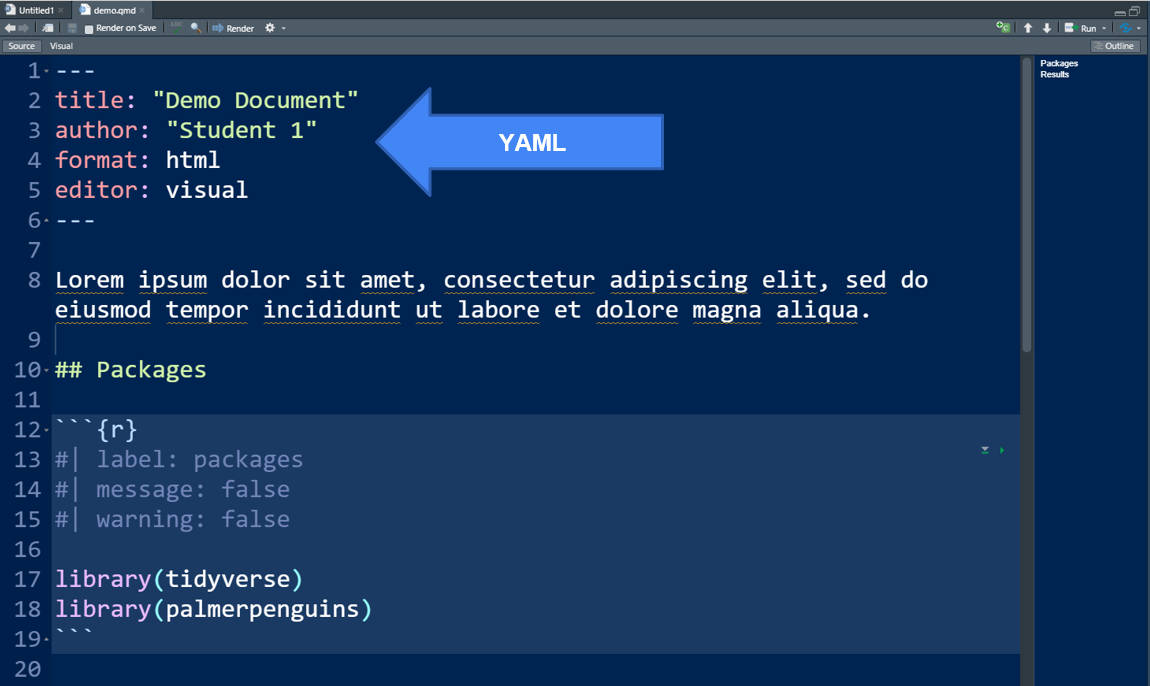 Untitled1 demo.qmd
Render on Save ABC Render Run
Source Visual Outline
1 ---
2 title: "Demo Document"
3 author: "Student 1"
4 format: html
5 editor: visual
6 ---
7
8 Lorem ipsum dolor sit amet, consectetur adipiscing elit, sed do
eiusmod tempor incididunt ut labore et dolore magna aliqua.
9
10 ## Packages
11
12 ```{r}
13 #| label: packages
14 #| message: false
15 #| warning: false
16
17 library(tidyverse)
18 library(palmerpenguins)
19 ```
20
YAML
Packages
Results